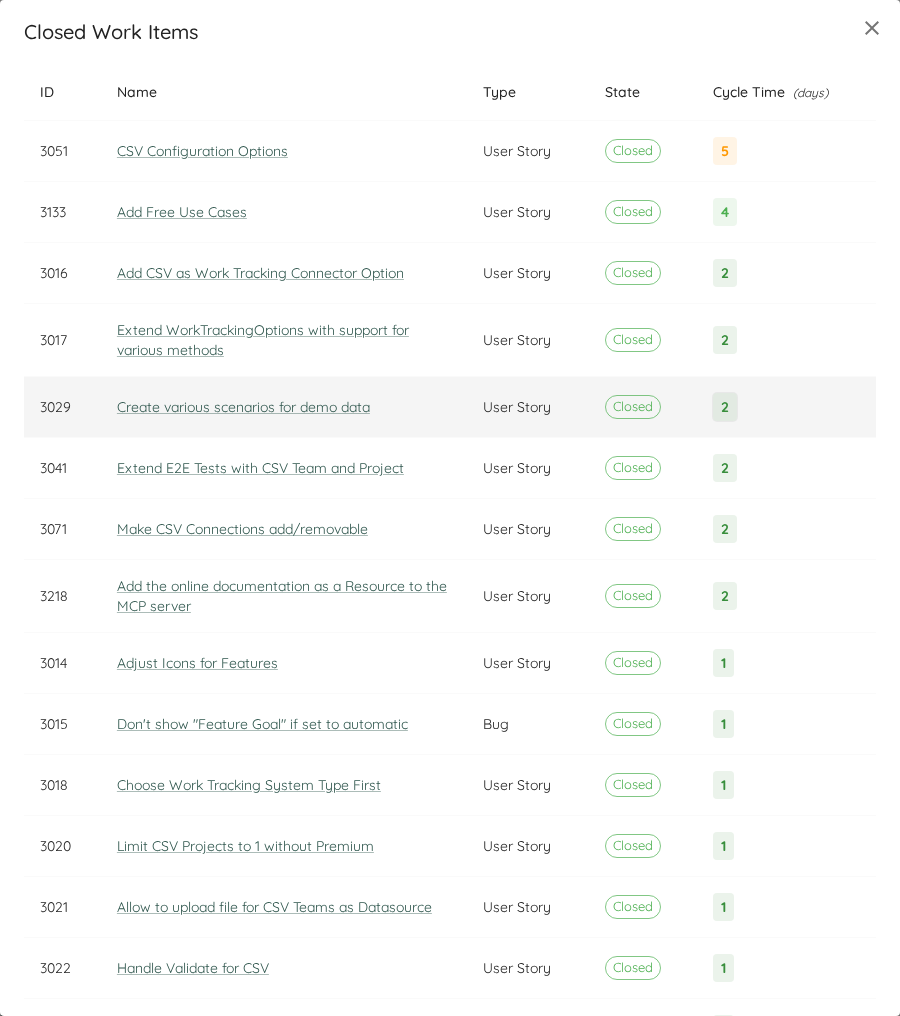 Closed Work Items
ID Name Type State Cycle Time (days)
3051 CSV Configuration Options User Story Closed 5
3133 Add Free Use Cases User Story Closed 4
3016 Add CSV as Work Tracking Connector Option User Story Closed 2
3017 Extend WorkTrackingOptions with support for
various methods User Story Closed 2
3029 Create various scenarios for demo data User Story Closed 2
3041 Extend E2E Tests with CSV Team and Project User Story Closed 2
3071 Make CSV Connections add/removable User Story Closed 2
3218 Add the online documentation as a Resource to the
MCP server User Story Closed 2
3014 Adjust Icons for Features User Story Closed 1
3015 Don't show "Feature Goal" if set to automatic Bug Closed 1
3018 Choose Work Tracking System Type First User Story Closed 1
3020 Limit CSV Projects to 1 without Premium User Story Closed 1
3021 Allow to upload file for CSV Teams as Datasource User Story Closed 1
3022 Handle Validate for CSV User Story Closed 1